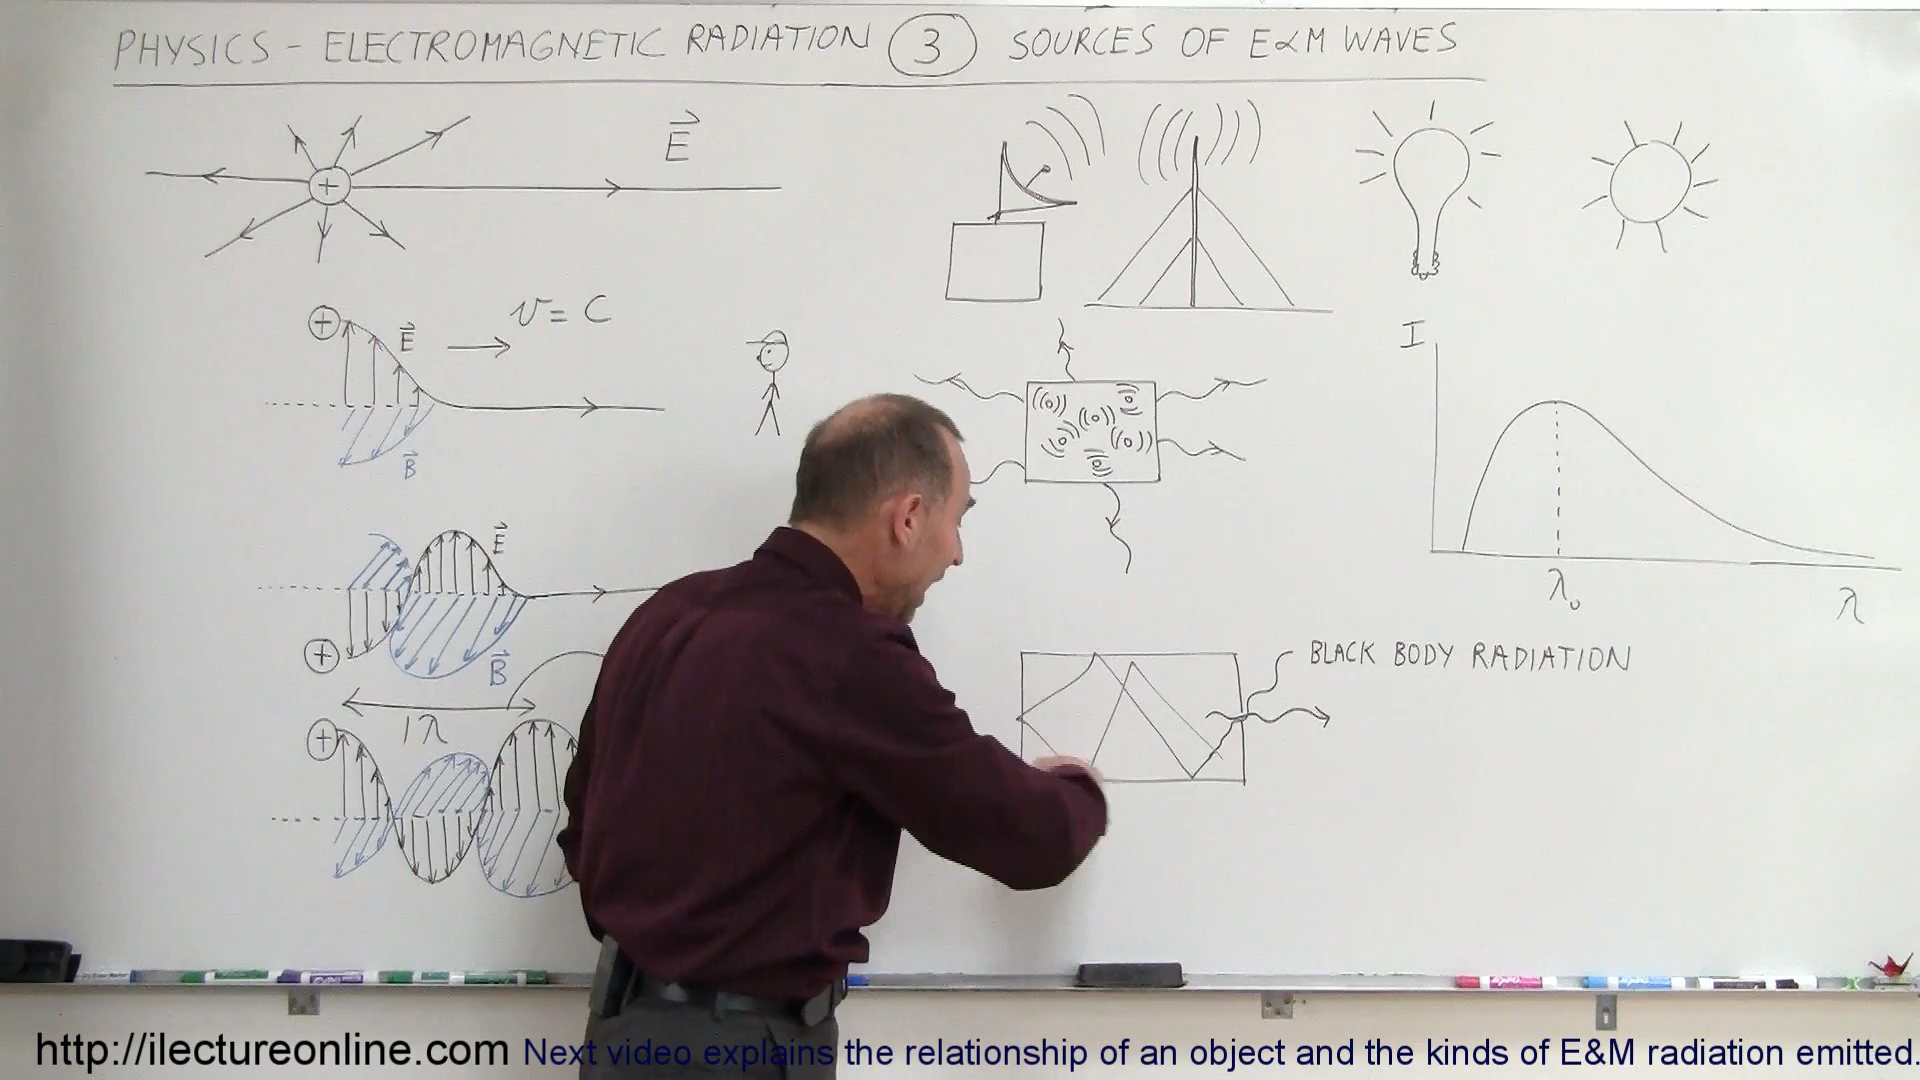 PHYSICS - ELECTROMAGNETIC RADIATION 3 SOURCES OF E&M WAVES
E
+
+
E
v = C
B
E
+
B
1λ
+
I
λ₀
λ
BLACK BODY RADIATION
http://ilectureonline.com Next video explains the relationship of an object and the kinds of E&M radiation emitted.